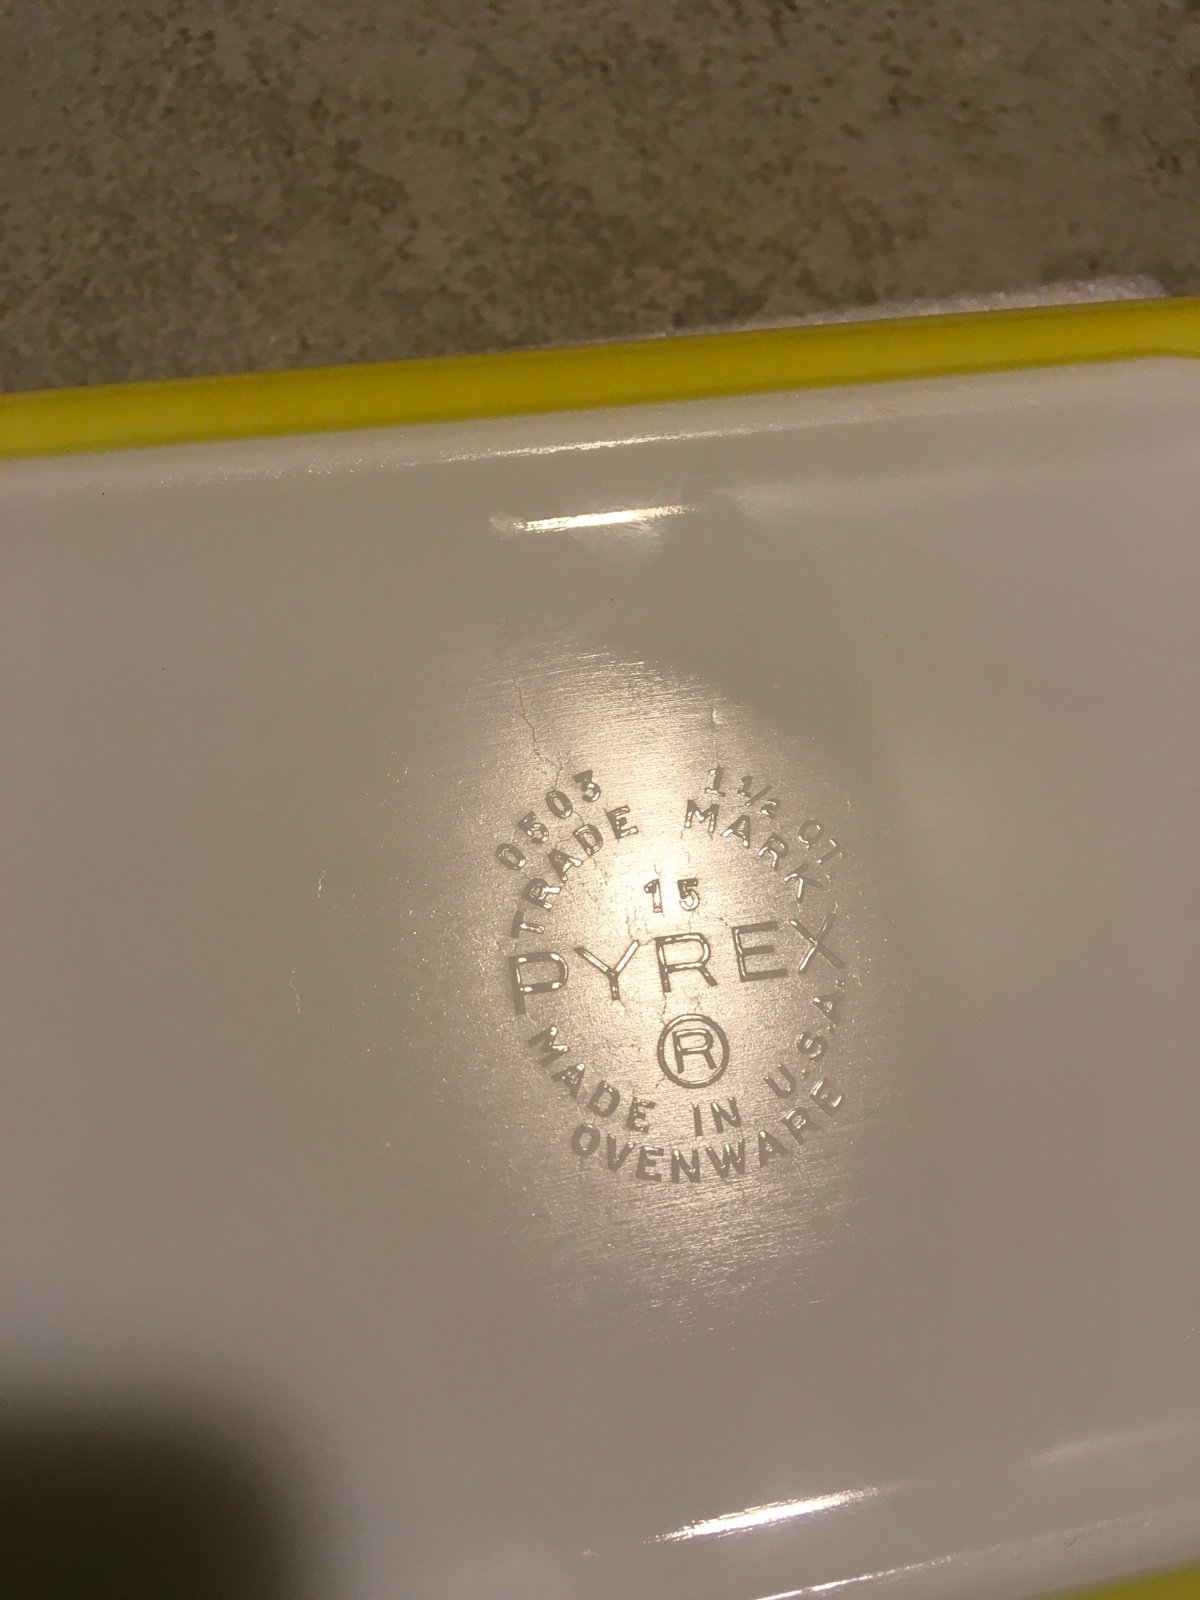 0503 1 1/2 QT
TRADE MARK
15
PYREX
®
MADE IN U.S.A.
OVENWARE